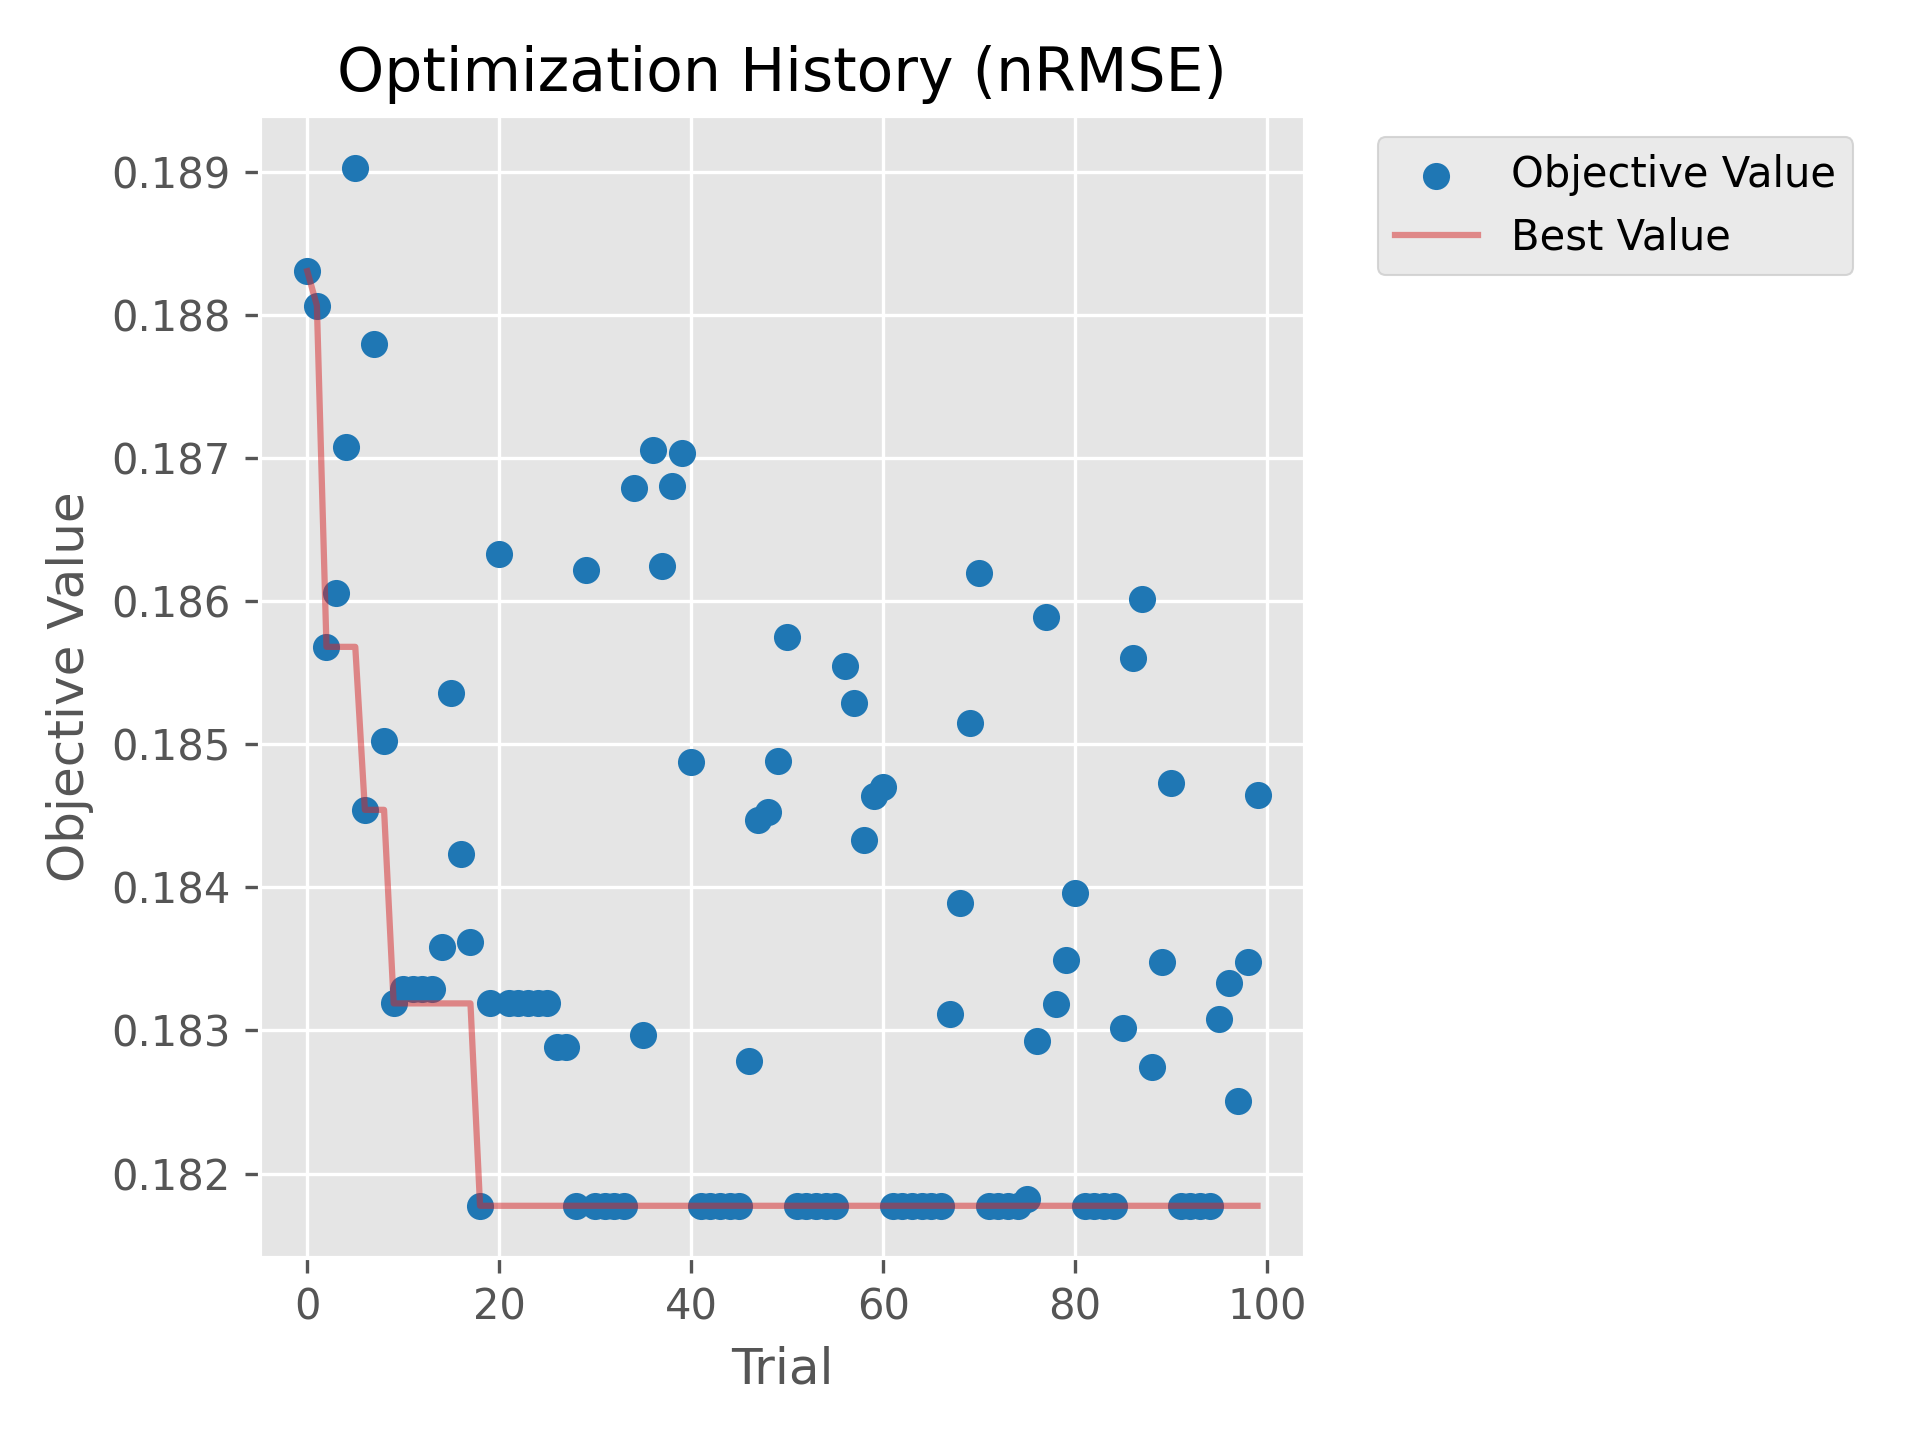 Optimization History (nRMSE)
Objective Value
Best Value
0.189
0.188
0.187
0.186
0.185
0.184
0.183
0.182
Objective Value
0 20 40 60 80 100
Trial